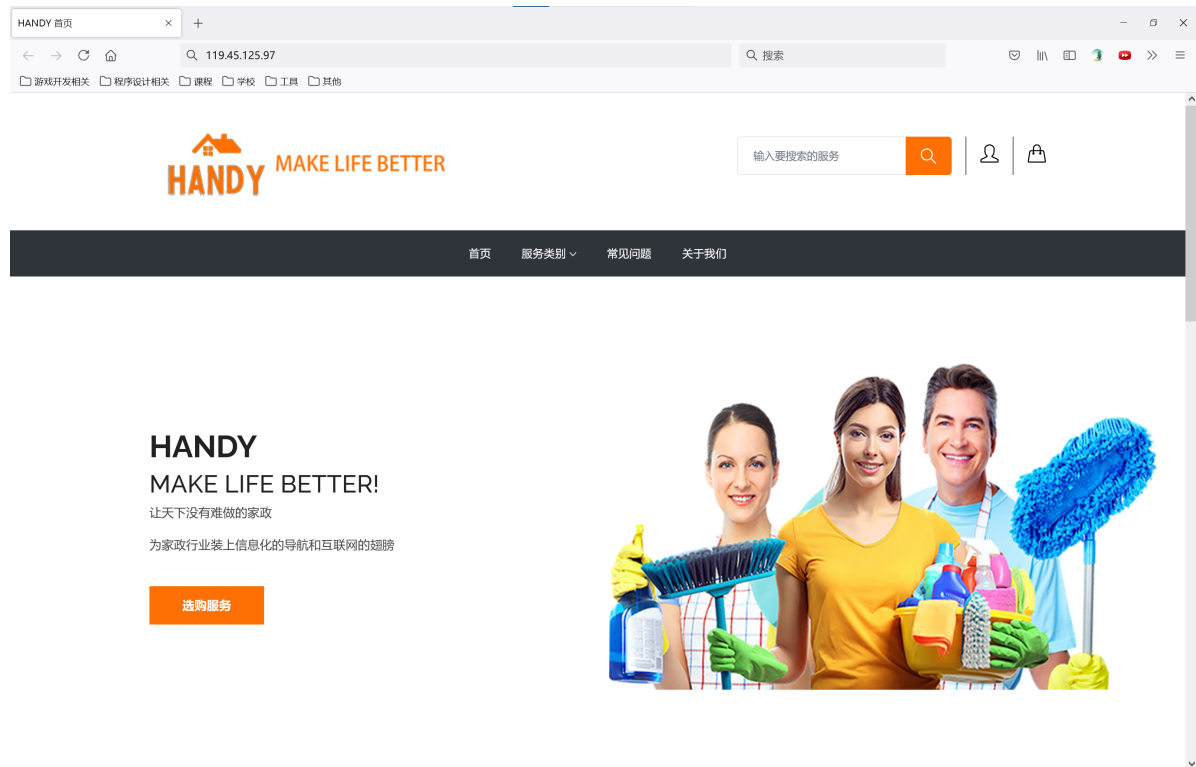 HANDY 首页
119.45.125.97
搜索
游戏开发相关 程序设计相关 课程 学校 工具 其他
HANDY MAKE LIFE BETTER
输入要搜索的服务
首页 服务类别 常见问题 关于我们
HANDY
MAKE LIFE BETTER!
让天下没有难做的家政
为家政行业装上信息化的导航和互联网的翅膀
选购服务